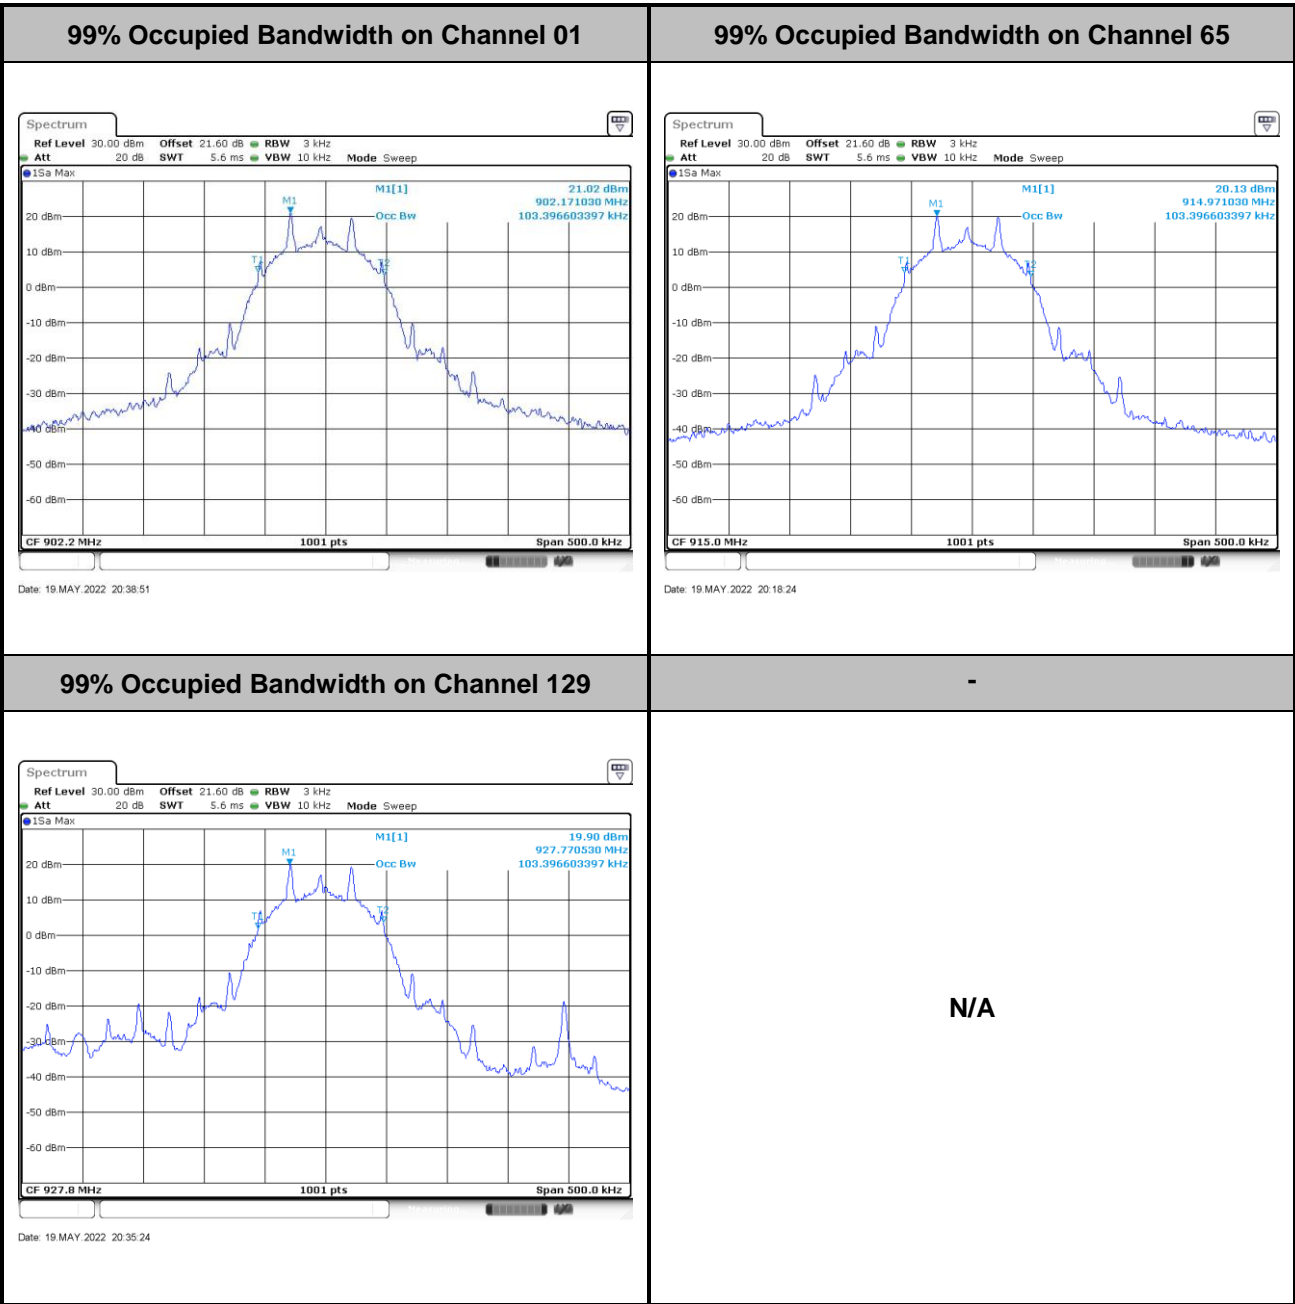 99% Occupied Bandwidth on Channel 01
99% Occupied Bandwidth on Channel 65
Spectrum
Ref Level 30.00 dBm Offset 21.60 dB RBW 3 kHz
Att 20 dB SWT 5.6 ms VBW 10 kHz Mode Sweep
1Sa Max
M1[1] 21.02 dBm
902.171030 MHz
Occ Bw 103.396603397 kHz
M1
T1
T2
20 dBm
10 dBm
0 dBm
-10 dBm
-20 dBm
-30 dBm
-40 dBm
-50 dBm
-60 dBm
CF 902.2 MHz 1001 pts Span 500.0 kHz
Date: 19.MAY.2022 20:38:51
Spectrum
Ref Level 30.00 dBm Offset 21.60 dB RBW 3 kHz
Att 20 dB SWT 5.6 ms VBW 10 kHz Mode Sweep
1Sa Max
M1[1] 20.13 dBm
914.971030 MHz
Occ Bw 103.396603397 kHz
M1
T1
T2
20 dBm
10 dBm
0 dBm
-10 dBm
-20 dBm
-30 dBm
-40 dBm
-50 dBm
-60 dBm
CF 915.0 MHz 1001 pts Span 500.0 kHz
Date: 19.MAY.2022 20:18:24
99% Occupied Bandwidth on Channel 129
-
Spectrum
Ref Level 30.00 dBm Offset 21.60 dB RBW 3 kHz
Att 20 dB SWT 5.6 ms VBW 10 kHz Mode Sweep
1Sa Max
M1[1] 19.90 dBm
927.770530 MHz
Occ Bw 103.396603397 kHz
M1
T1
T2
20 dBm
10 dBm
0 dBm
-10 dBm
-20 dBm
-30 dBm
-40 dBm
-50 dBm
-60 dBm
CF 927.8 MHz 1001 pts Span 500.0 kHz
Date: 19.MAY.2022 20:35:24
N/A